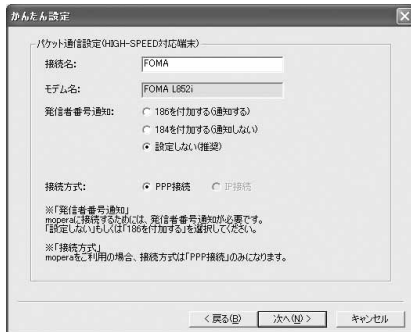 かんたん設定
パケット通信設定(HIGH-SPEED対応端末)
接続名: FOMA
モデム名: FOMA L852i
発信者番号通知: 186を付加する(通知する)
184を付加する(通知しない)
設定しない(推奨)
接続方式: PPP接続 IP接続
※「発信者番号通知」
moperaに接続するためには、発信者番号通知が必要です。
「設定しない」もしくは「186を付加する」を選択してください。
※「接続方式」
moperaをご利用の場合、接続方式は「PPP接続」のみになります。
< 戻る(B) 次へ(N) > キャンセル